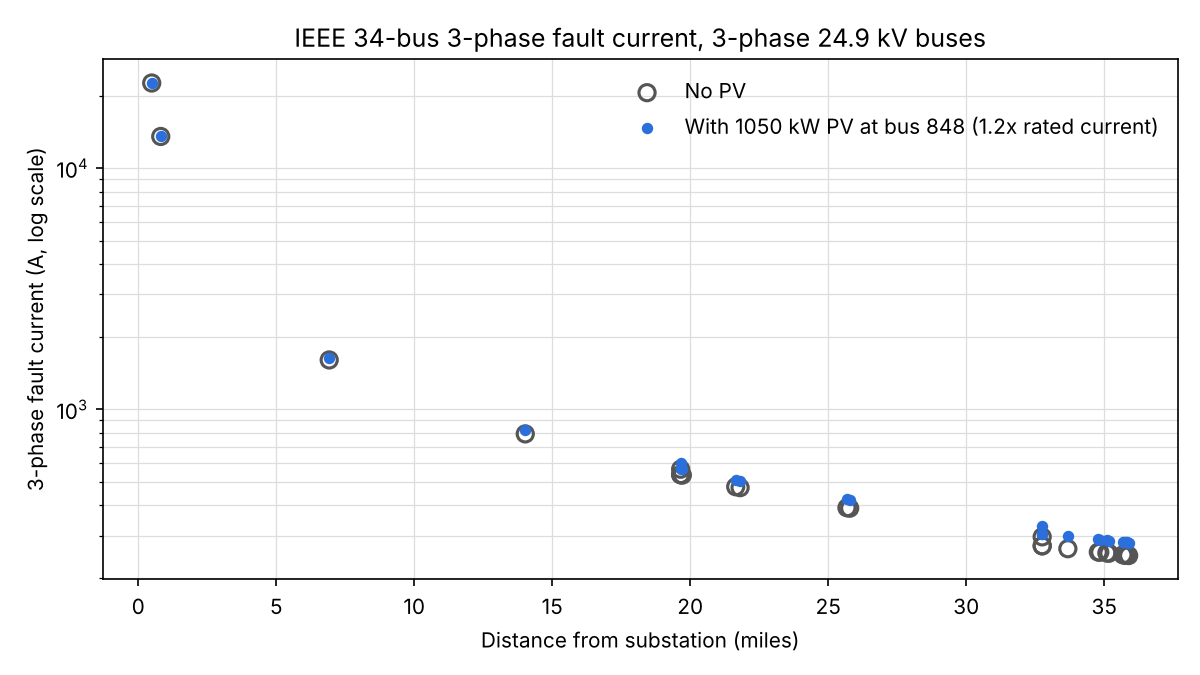 IEEE 34-bus 3-phase fault current, 3-phase 24.9 kV buses
No PV
With 1050 kW PV at bus 848 (1.2x rated current)
3-phase fault current (A, log scale)
10⁴
10³
0 5 10 15 20 25 30 35
Distance from substation (miles)